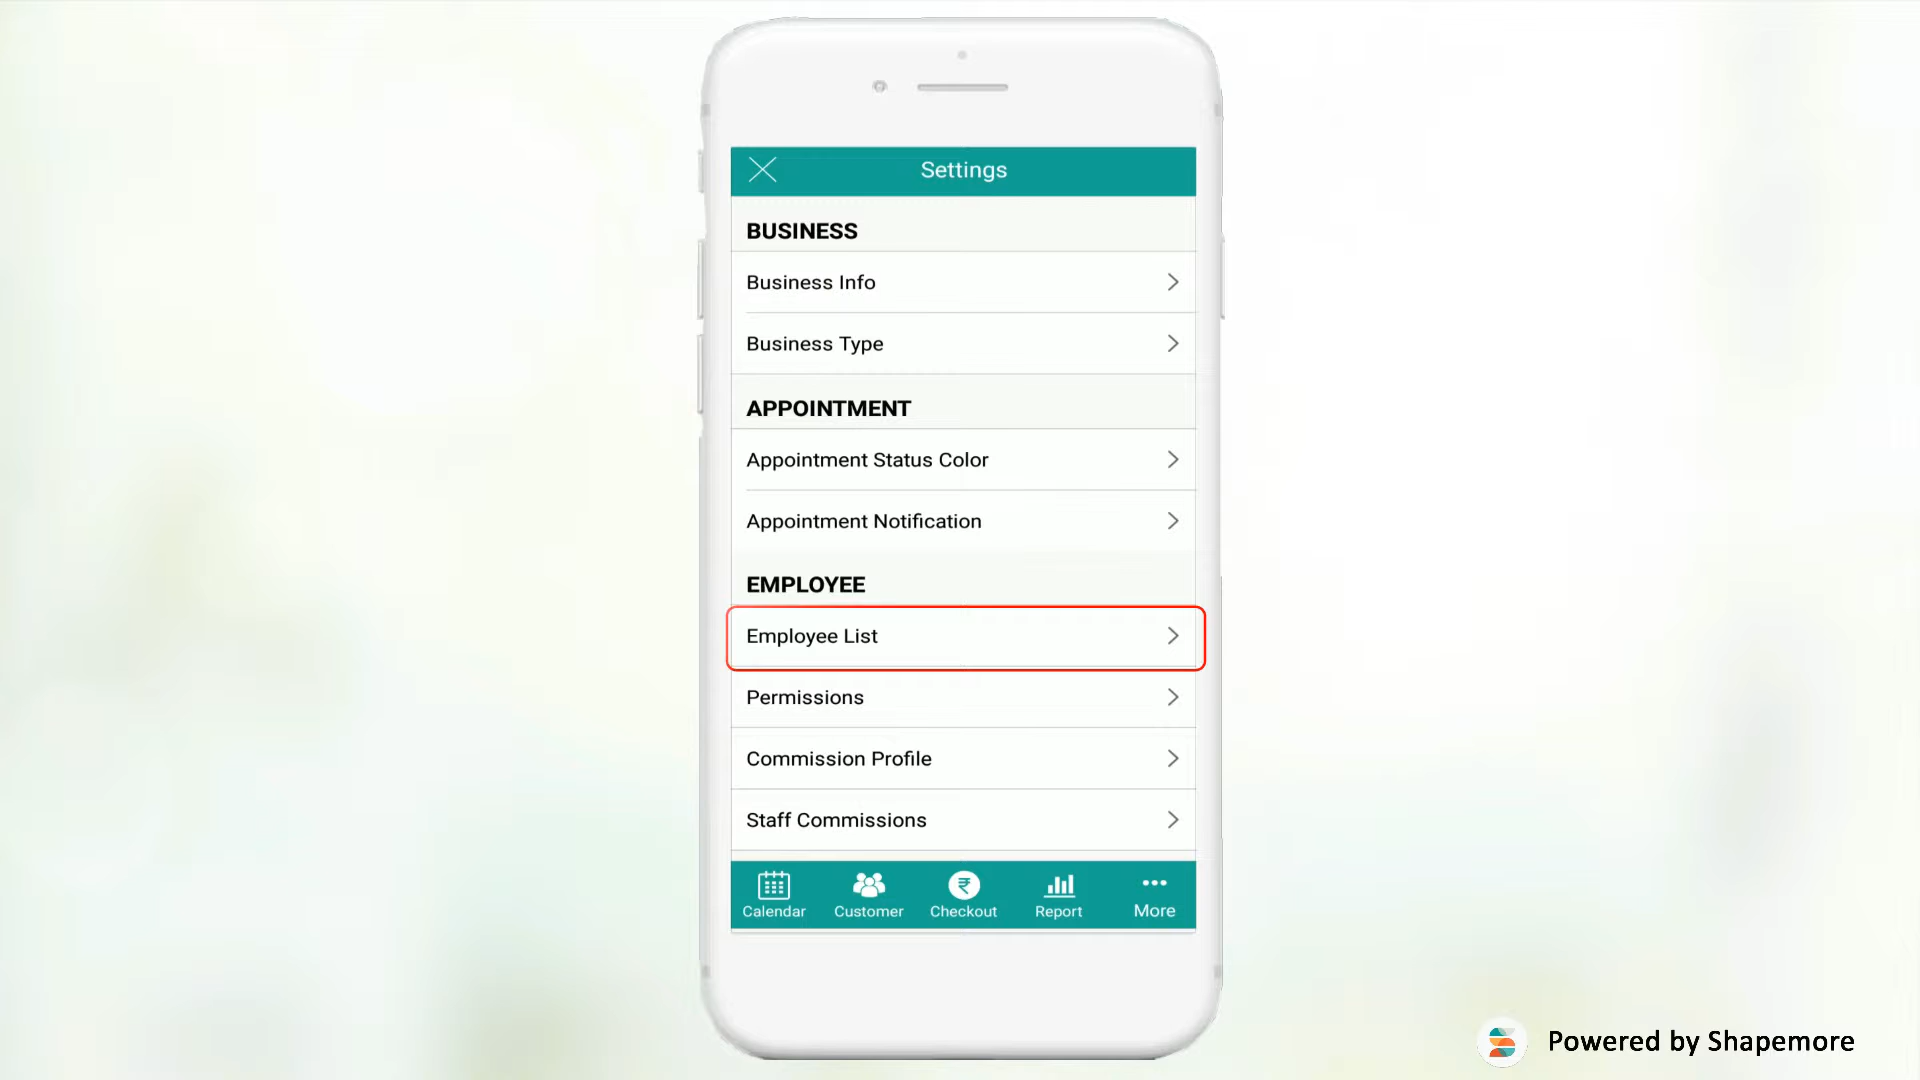 Settings
BUSINESS
Business Info
Business Type
APPOINTMENT
Appointment Status Color
Appointment Notification
EMPLOYEE
Employee List
Permissions
Commission Profile
Staff Commissions
Calendar Customer Checkout Report More
Powered by Shapemore